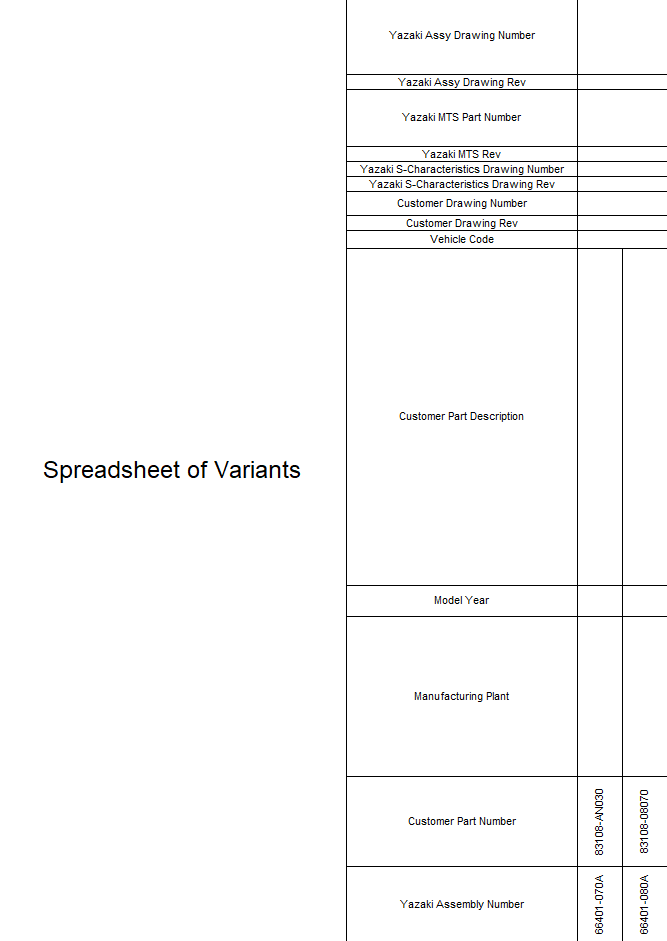 Yazaki Assy Drawing Number
Yazaki Assy Drawing Rev
Yazaki MTS Part Number
Yazaki MTS Rev
Yazaki S-Characteristics Drawing Number
Yazaki S-Characteristics Drawing Rev
Customer Drawing Number
Customer Drawing Rev
Vehicle Code
Customer Part Description
Spreadsheet of Variants
Model Year
Manufacturing Plant
Customer Part Number
83108-AN030
83108-08070
Yazaki Assembly Number
66401-070A
66401-080A